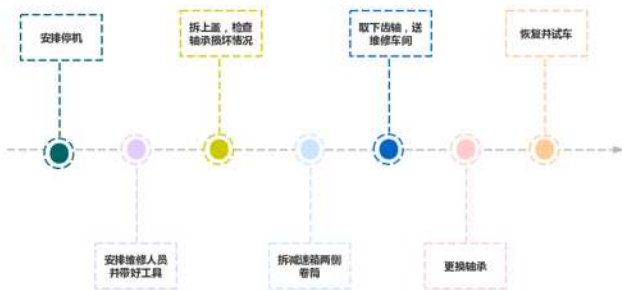 安排停机
安排维修人员
并带好工具
拆上盖，检查
轴承损坏情况
拆减速箱两侧
卷筒
取下齿轴，送
维修车间
更换轴承
恢复并试车